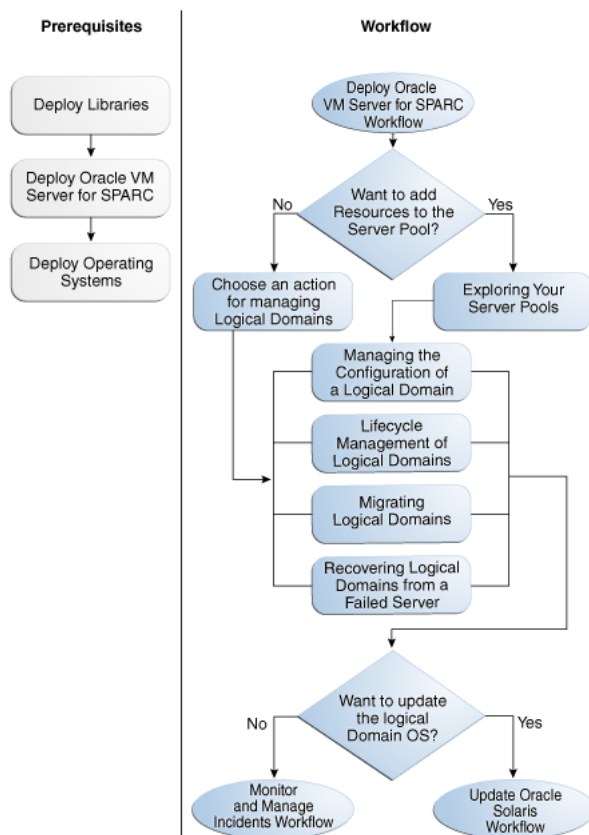 Prerequisites
Deploy Libraries
Deploy Oracle VM
Server for SPARC
Deploy Operating
Systems
Workflow
Deploy Oracle
VM Server for SPARC
Workflow
Want to add
Resources to the
Server Pool?
No
Yes
Choose an action
for managing
Logical Domains
Exploring Your
Server Pools
Managing the
Configuration of
a Logical Domain
Lifecycle
Management of
Logical Domains
Migrating
Logical Domains
Recovering Logical
Domains from a
Failed Server
Want to update
the logical
Domain OS?
No
Yes
Monitor
and Manage
Incidents Workflow
Update Oracle
Solaris
Workflow